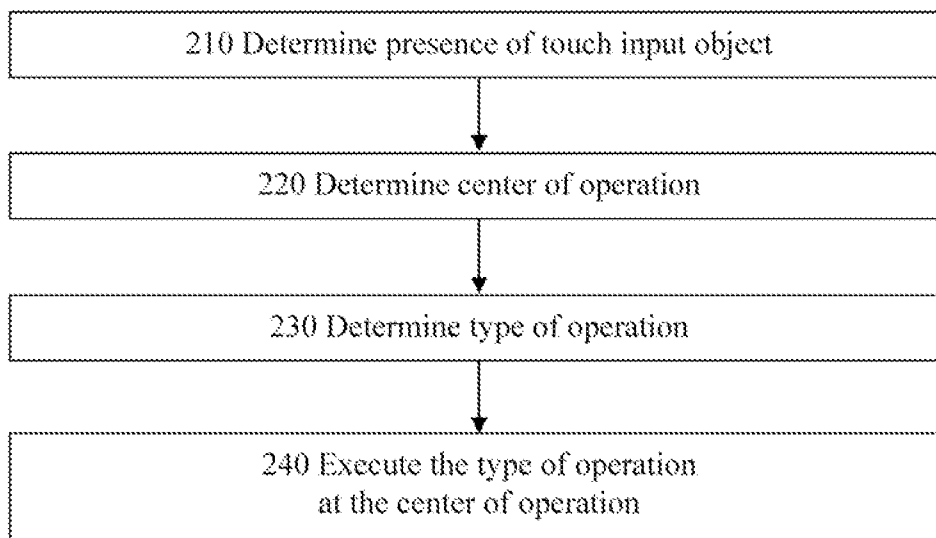 210 Determine presence of touch input object
220 Determine center of operation
230 Determine type of operation
240 Execute the type of operation
at the center of operation